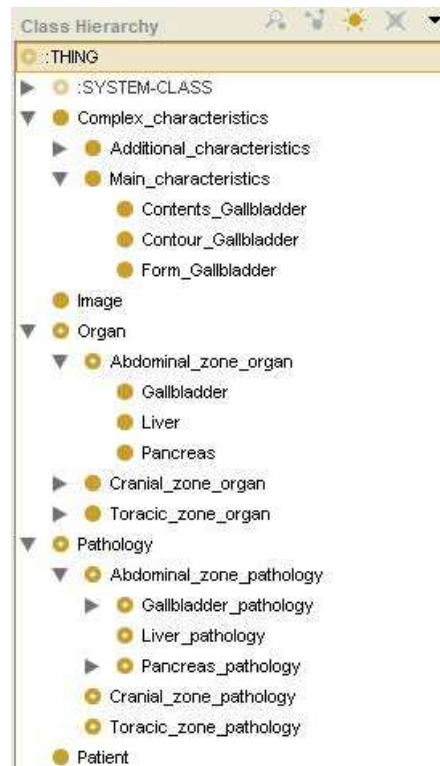 Class Hierarchy
:THING
:SYSTEM-CLASS
Complex_characteristics
Additional_characteristics
Main_characteristics
Contents_Gallbladder
Contour_Gallbladder
Form_Gallbladder
Image
Organ
Abdominal_zone_organ
Gallbladder
Liver
Pancreas
Cranial_zone_organ
Toracic_zone_organ
Pathology
Abdominal_zone_pathology
Gallbladder_pathology
Liver_pathology
Pancreas_pathology
Cranial_zone_pathology
Toracic_zone_pathology
Patient